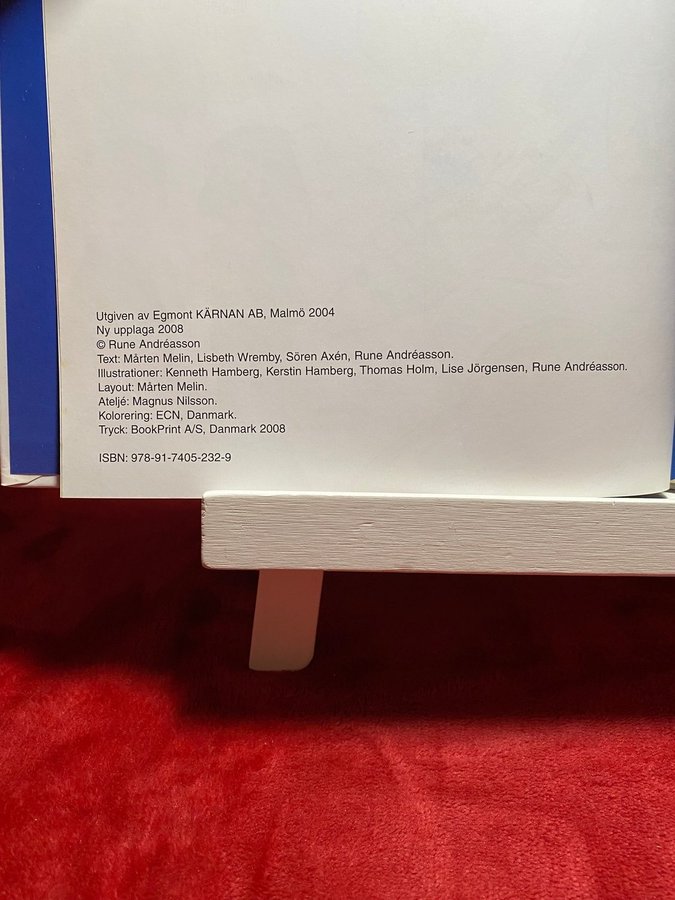 Utgiven av Egmont KÄRNAN AB, Malmö 2004
Ny upplaga 2008
© Rune Andréasson
Text: Mårten Melin, Lisbeth Wremby, Sören Axén, Rune Andréasson.
Illustrationer: Kenneth Hamberg, Kerstin Hamberg, Thomas Holm, Lise Jörgensen, Rune Andréasson.
Layout: Mårten Melin.
Ateljé: Magnus Nilsson.
Kolorering: ECN, Danmark.
Tryck: BookPrint A/S, Danmark 2008
ISBN: 978-91-7405-232-9